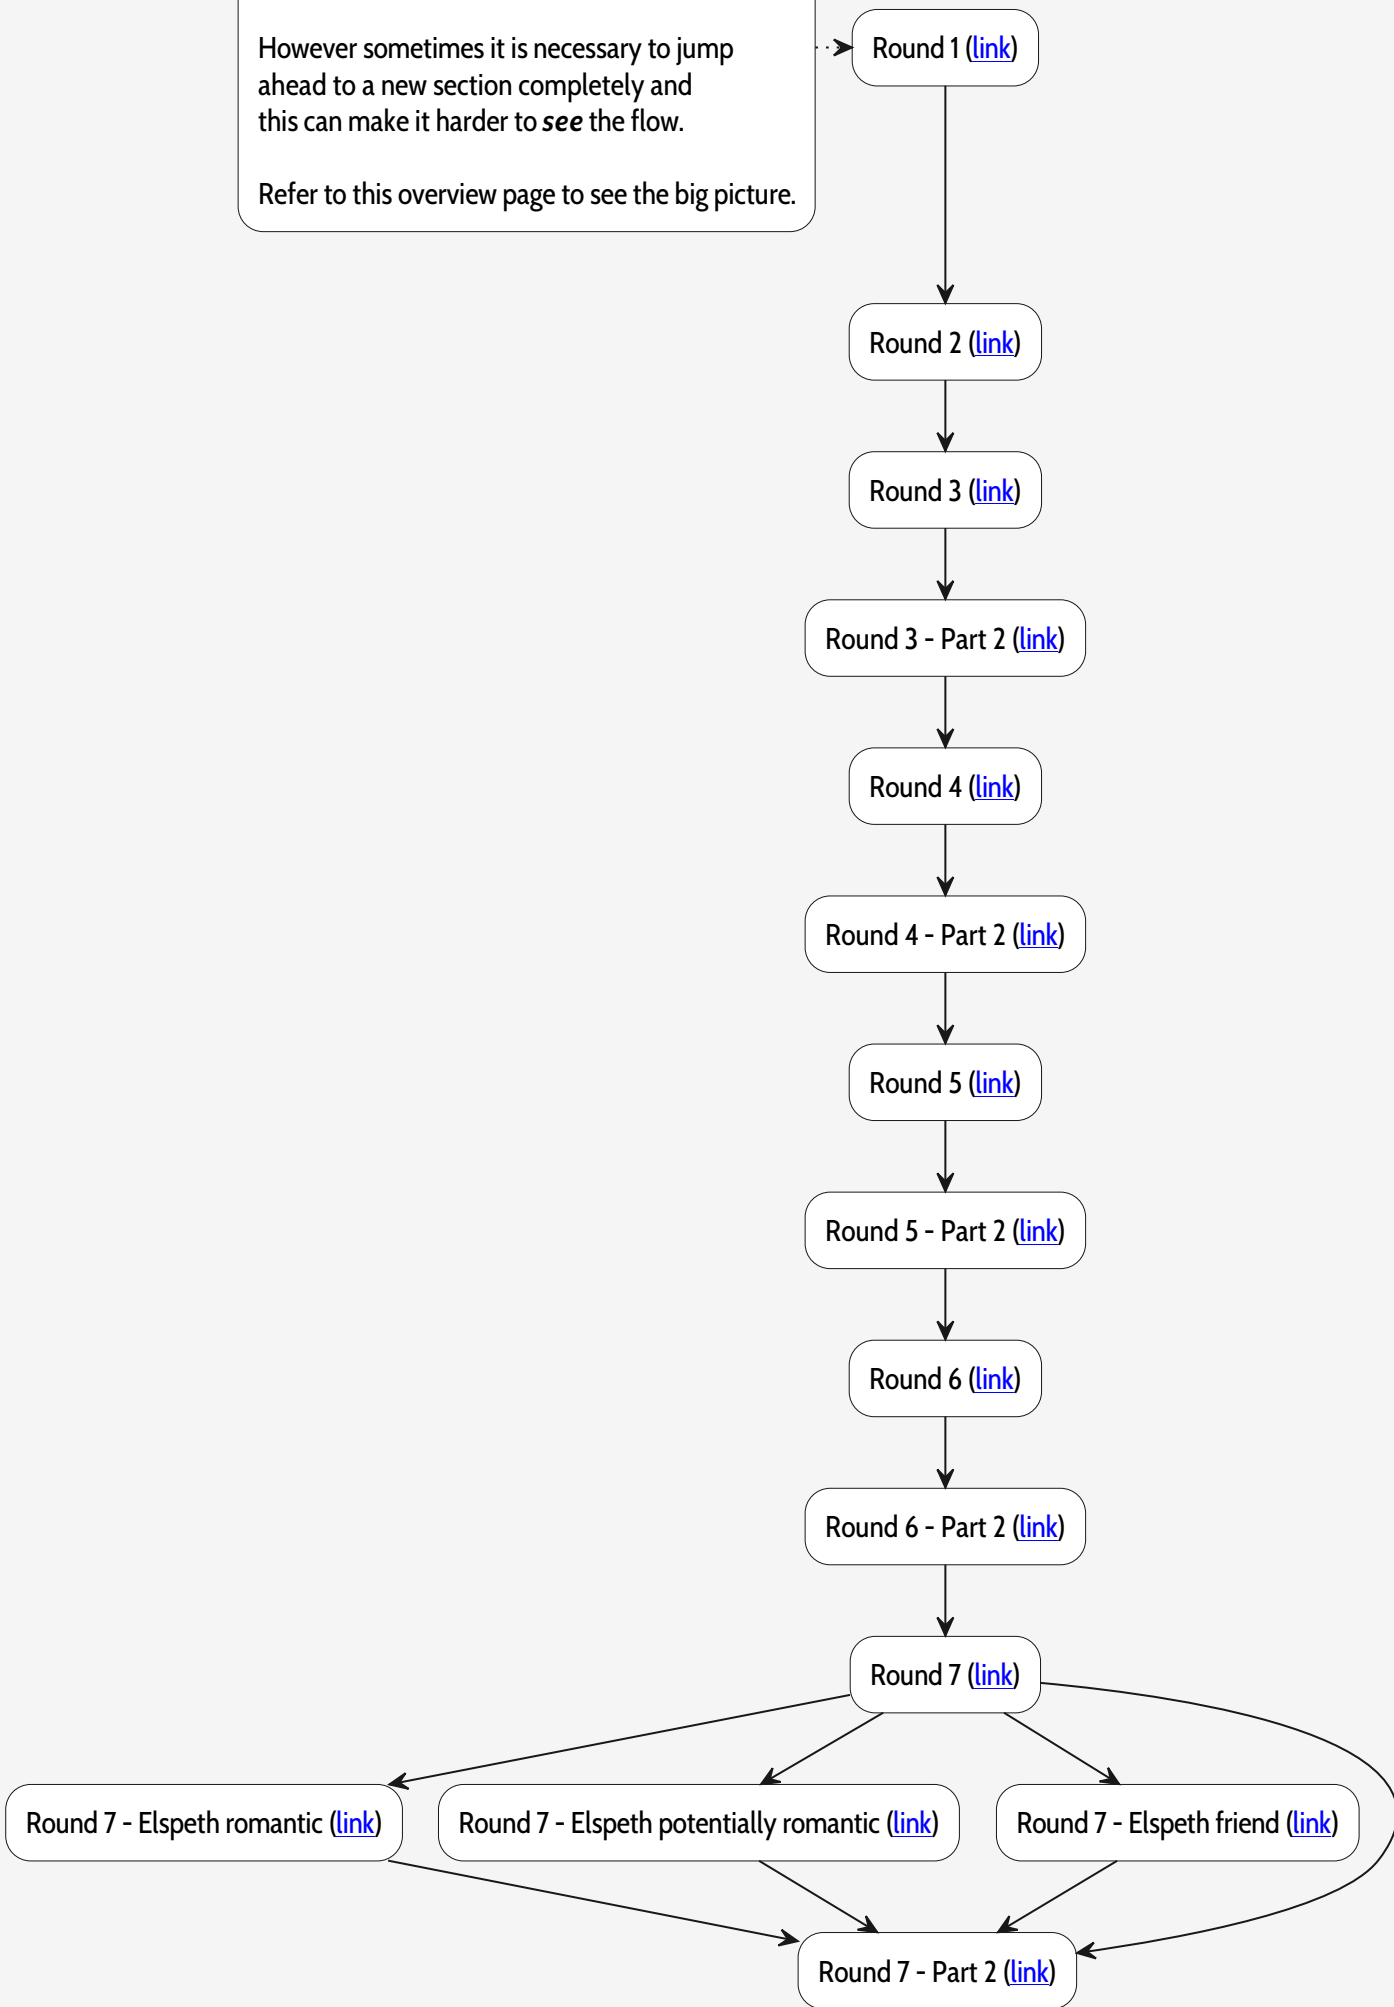 However sometimes it is necessary to jump
ahead to a new section completely and
this can make it harder to see the flow.
Refer to this overview page to see the big picture.
Round 1 (link)
Round 2 (link)
Round 3 (link)
Round 3 - Part 2 (link)
Round 4 (link)
Round 4 - Part 2 (link)
Round 5 (link)
Round 5 - Part 2 (link)
Round 6 (link)
Round 6 - Part 2 (link)
Round 7 (link)
Round 7 - Elspeth romantic (link)
Round 7 - Elspeth potentially romantic (link)
Round 7 - Elspeth friend (link)
Round 7 - Part 2 (link)